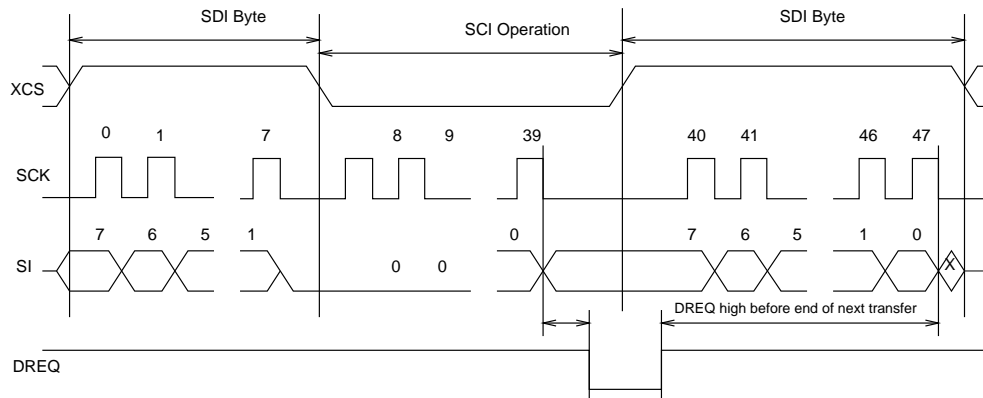 SDI Byte
SCI Operation
SDI Byte
XCS
0 1 7 8 9 39 40 41 46 47
SCK
7 6 5 1 0 7 6 5 1 0
SI
0 0 X
DREQ high before end of next transfer
DREQ